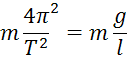 m 4π² / T² = m g / l